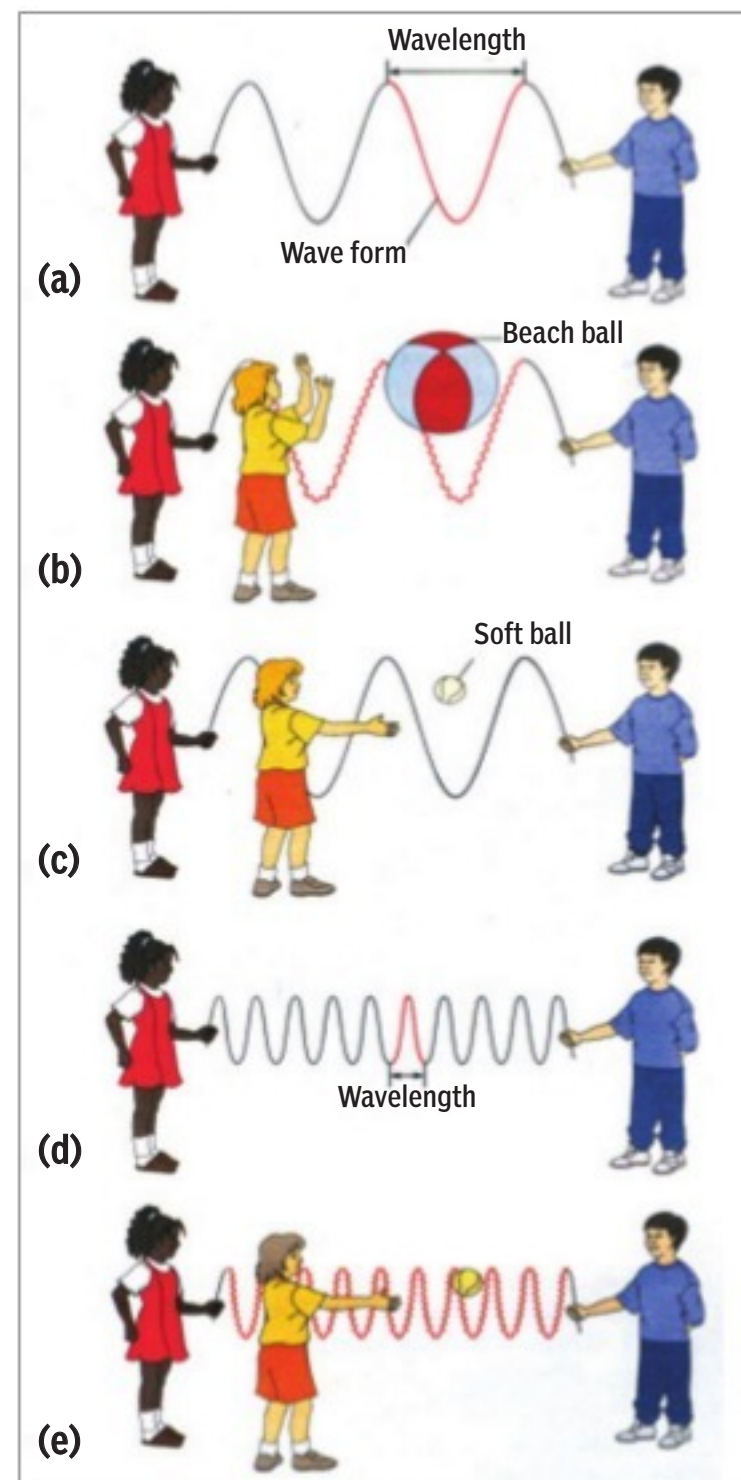 Wavelength
Wave form
(a)
Beach ball
(b)
Soft ball
(c)
Wavelength
(d)
(e)